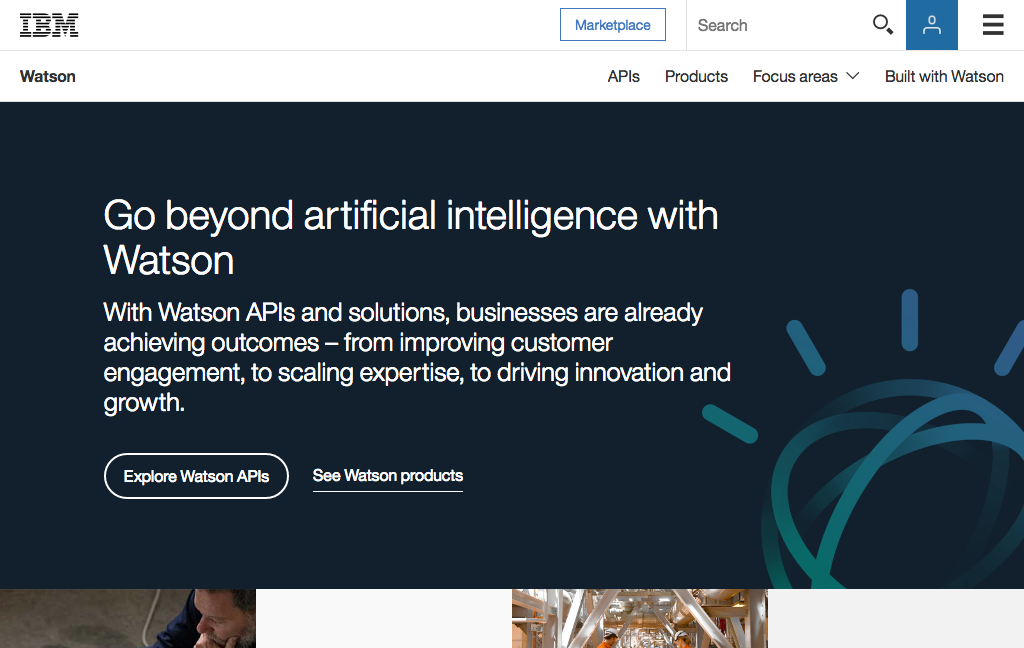 IBM
Marketplace
Search
Watson
APIs
Products
Focus areas
Built with Watson
Go beyond artificial intelligence with
Watson
With Watson APIs and solutions, businesses are already
achieving outcomes – from improving customer
engagement, to scaling expertise, to driving innovation and
growth.
Explore Watson APIs
See Watson products